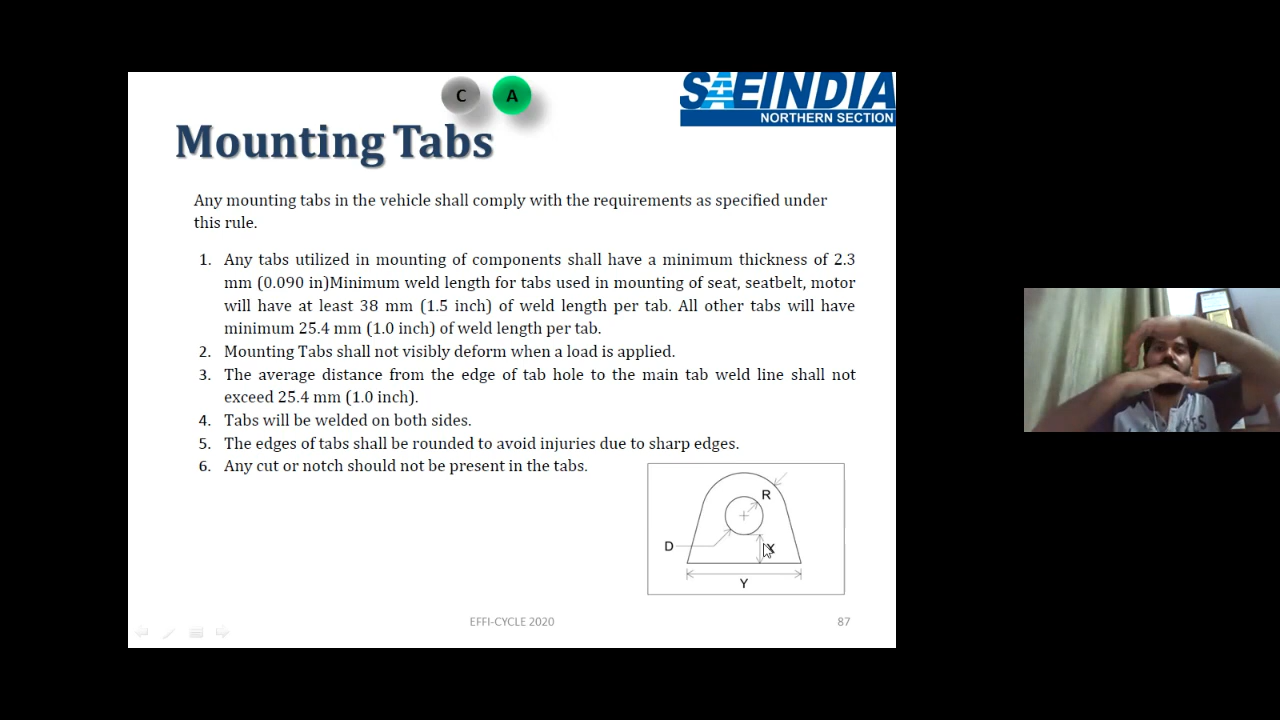 C A
SAEINDIA
NORTHERN SECTION
Mounting Tabs
Any mounting tabs in the vehicle shall comply with the requirements as specified under
this rule.
1. Any tabs utilized in mounting of components shall have a minimum thickness of 2.3
mm (0.090 in)Minimum weld length for tabs used in mounting of seat, seatbelt, motor
will have at least 38 mm (1.5 inch) of weld length per tab. All other tabs will have
minimum 25.4 mm (1.0 inch) of weld length per tab.
2. Mounting Tabs shall not visibly deform when a load is applied.
3. The average distance from the edge of tab hole to the main tab weld line shall not
exceed 25.4 mm (1.0 inch).
4. Tabs will be welded on both sides.
5. The edges of tabs shall be rounded to avoid injuries due to sharp edges.
6. Any cut or notch should not be present in the tabs.
R
D
X
Y
EFFI-CYCLE 2020
87